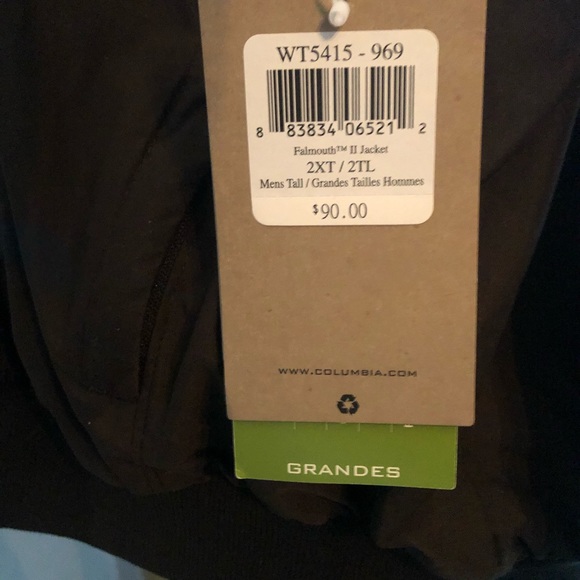 WT5415 - 969
8 83834 06521 2
Falmouth™ II Jacket
2XT / 2TL
Mens Tall / Grandes Tailles Hommes
$90.00
WWW.COLUMBIA.COM
GRANDES